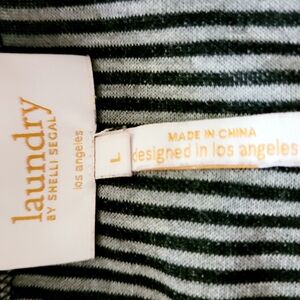 laundry
BY SHELLI SEGAL
los angeles
L
MADE IN CHINA
designed in los angeles